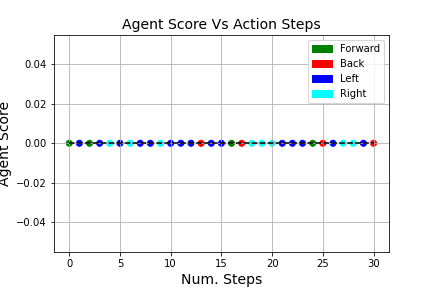 Agent Score Vs Action Steps
Forward
Back
Left
Right
0.04
0.02
0.00
−0.02
−0.04
Agent Score
0 5 10 15 20 25 30
Num. Steps